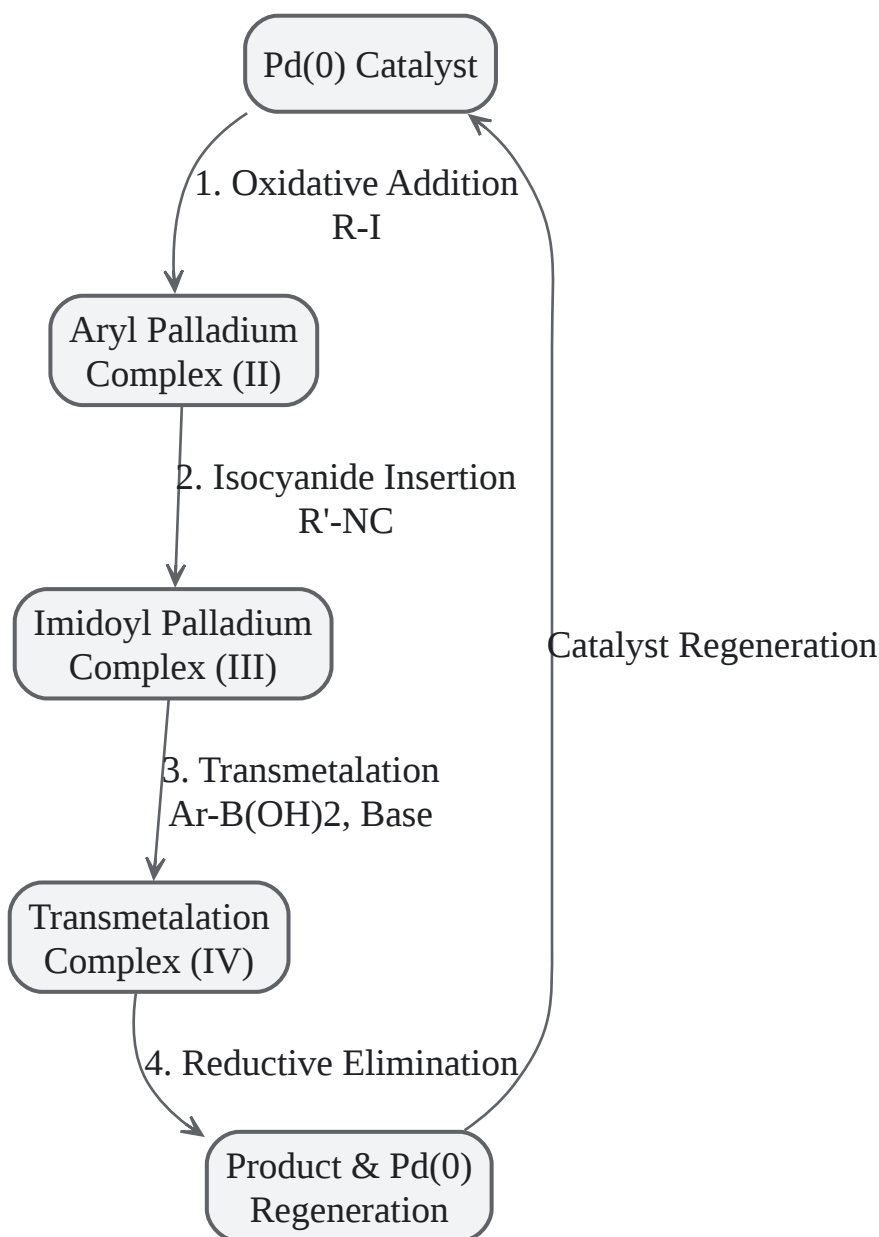 Pd(0) Catalyst
1. Oxidative Addition
R-I
Aryl Palladium
Complex (II)
2. Isocyanide Insertion
R'-NC
Imidoyl Palladium
Complex (III)
Catalyst Regeneration
3. Transmetalation
Ar-B(OH)2, Base
Transmetalation
Complex (IV)
4. Reductive Elimination
Product & Pd(0)
Regeneration